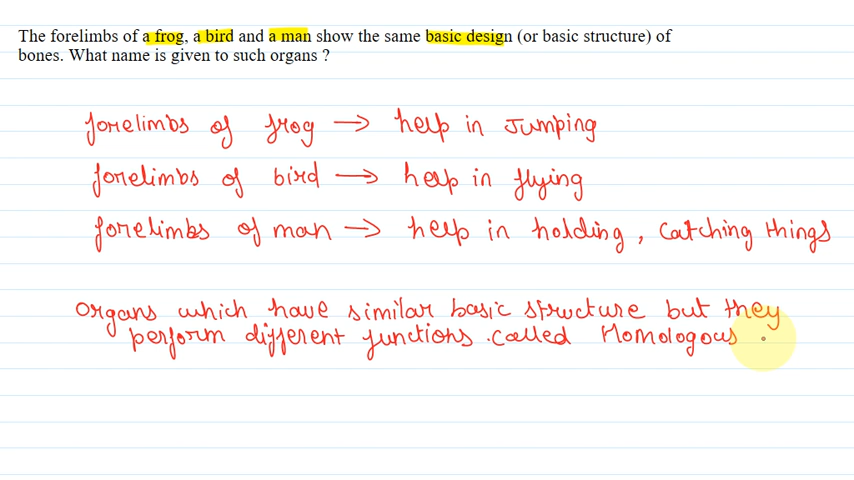 The forelimbs of a frog, a bird and a man show the same basic design (or basic structure) of
bones. What name is given to such organs ?
forelimbs of frog → help in Jumping
forelimbs of bird → help in flying
forelimbs of man → help in holding, catching things
organs which have similar basic structure but they
perform different functions. called Homologous